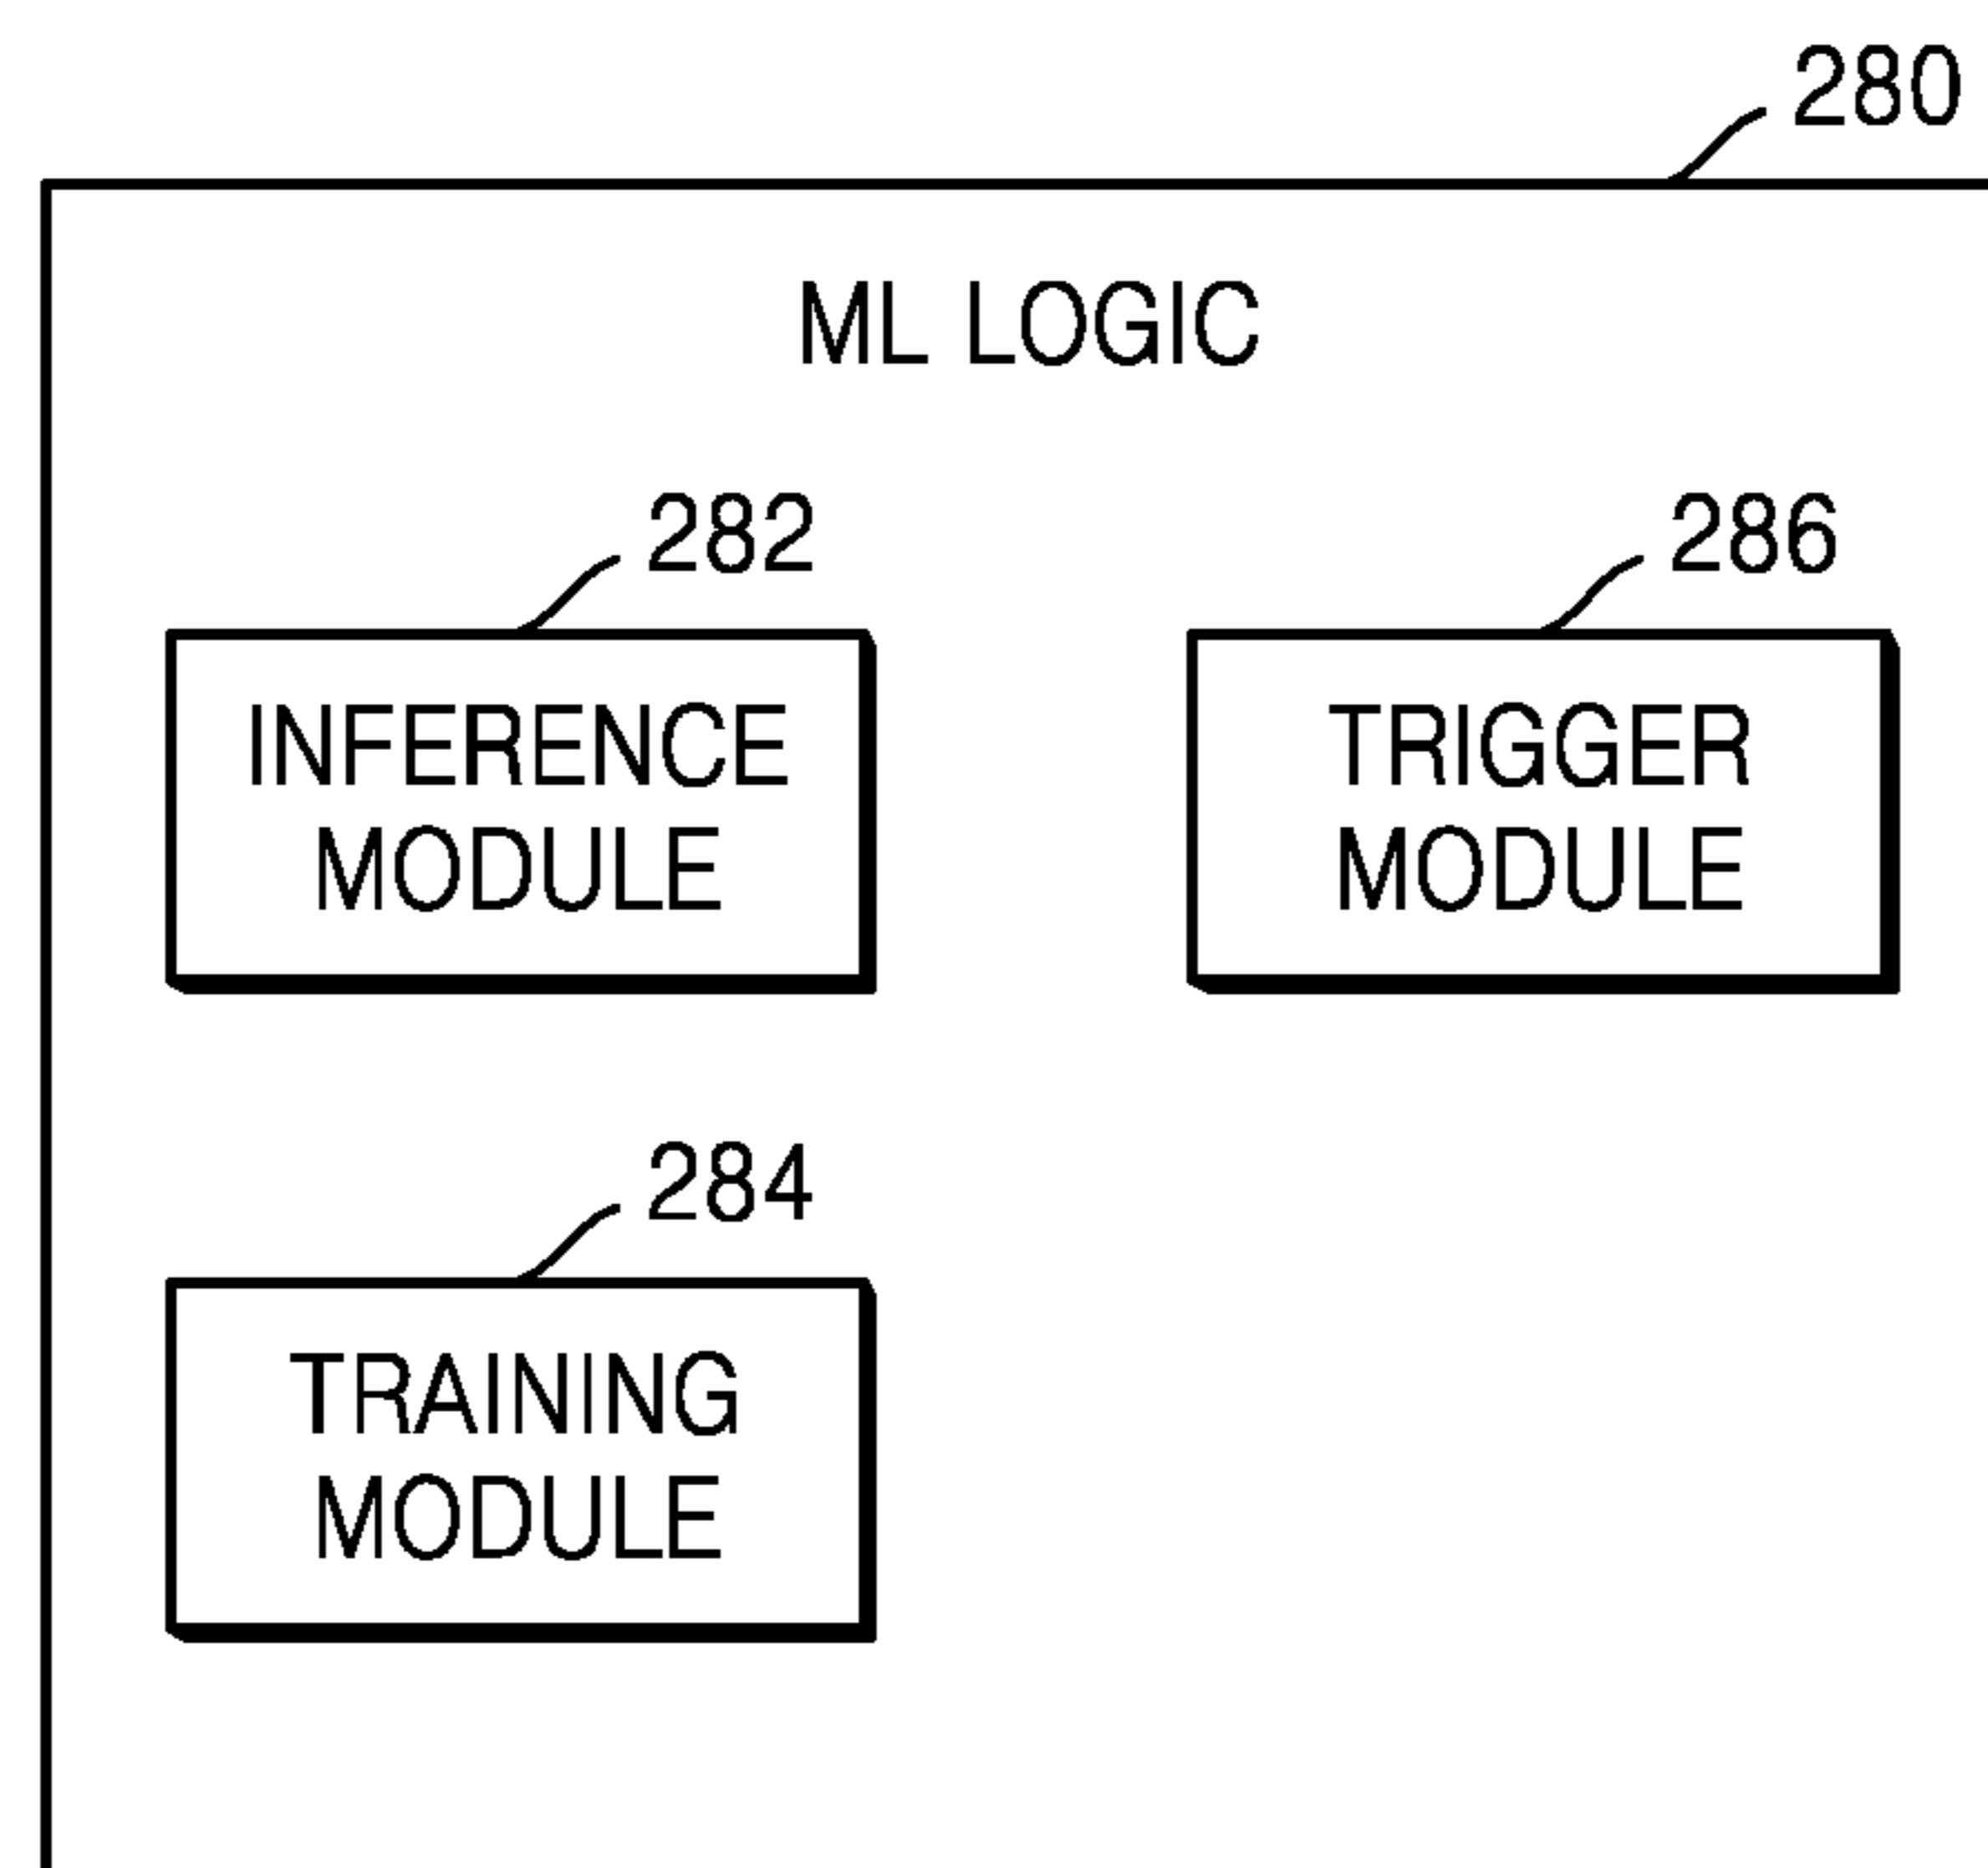 280
ML LOGIC
282
INFERENCE
MODULE
286
TRIGGER
MODULE
284
TRAINING
MODULE